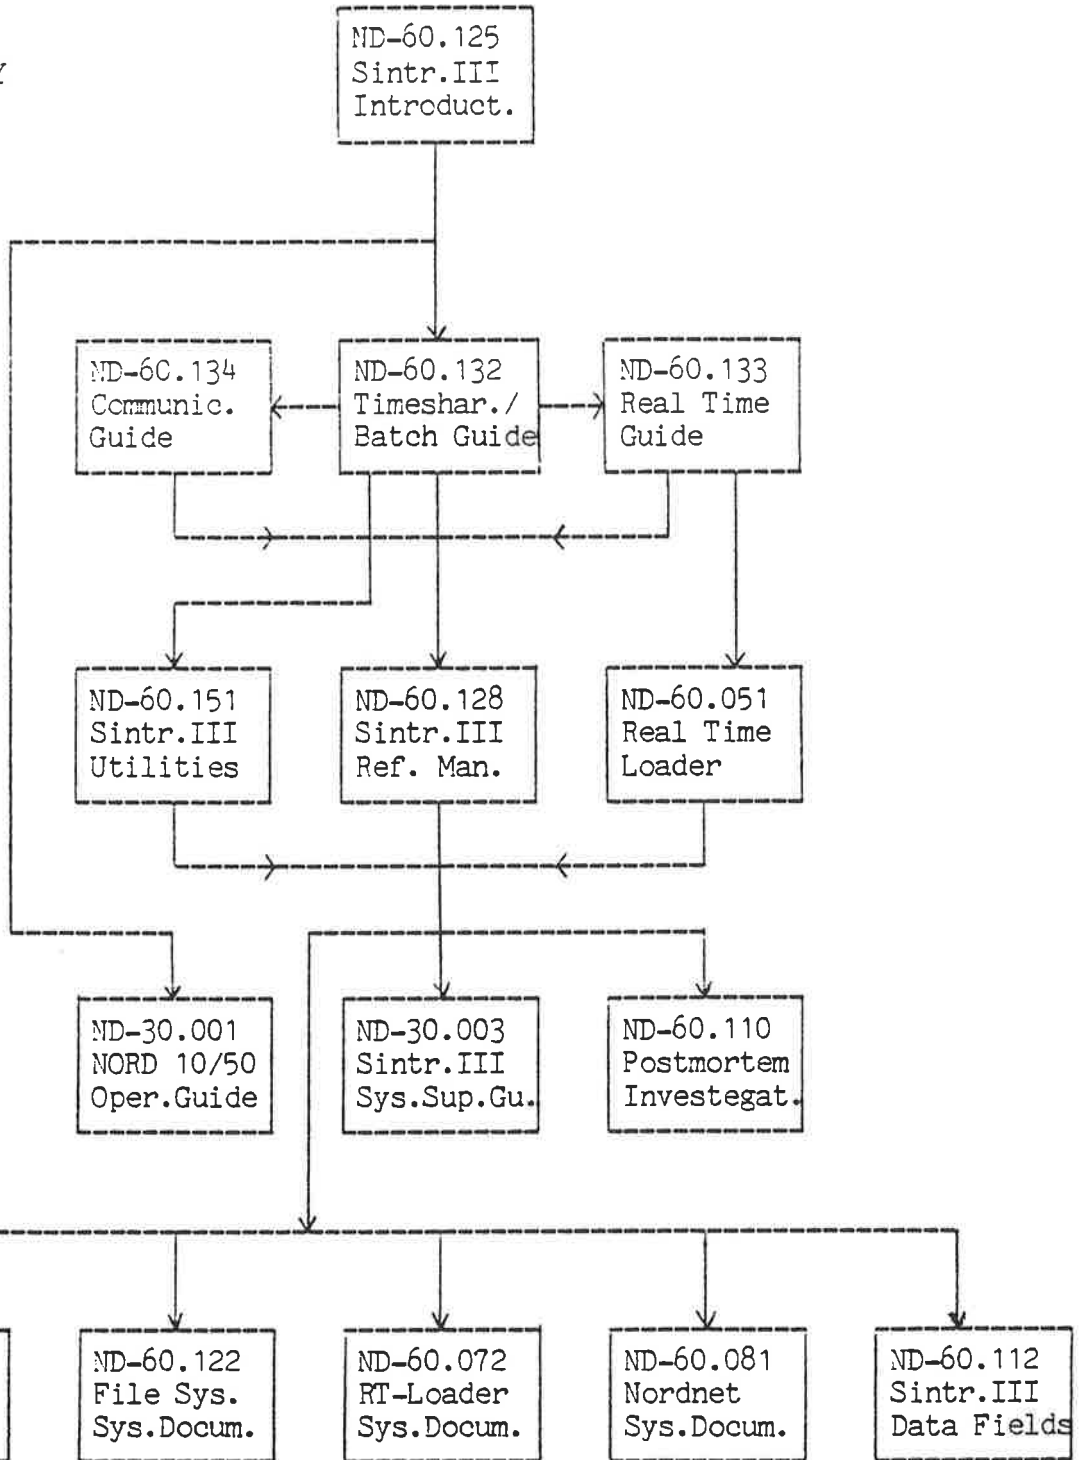 ND-60.125
Sintr.III
Introduct.
Y
ND-60.134
Communic.
Guide
ND-60.132
Timeshar./
Batch Guide
ND-60.133
Real Time
Guide
ND-60.151
Sintr.III
Utilities
ND-60.128
Sintr.III
Ref. Man.
ND-60.051
Real Time
Loader
ND-30.001
NORD 10/50
Oper.Guide
ND-30.003
Sintr.III
Sys.Sup.Gu.
ND-60.110
Postmortem
Investegat.
ND-60.122
File Sys.
Sys.Docum.
ND-60.072
RT-Loader
Sys.Docum.
ND-60.081
Nordnet
Sys.Docum.
ND-60.112
Sintr.III
Data Fields